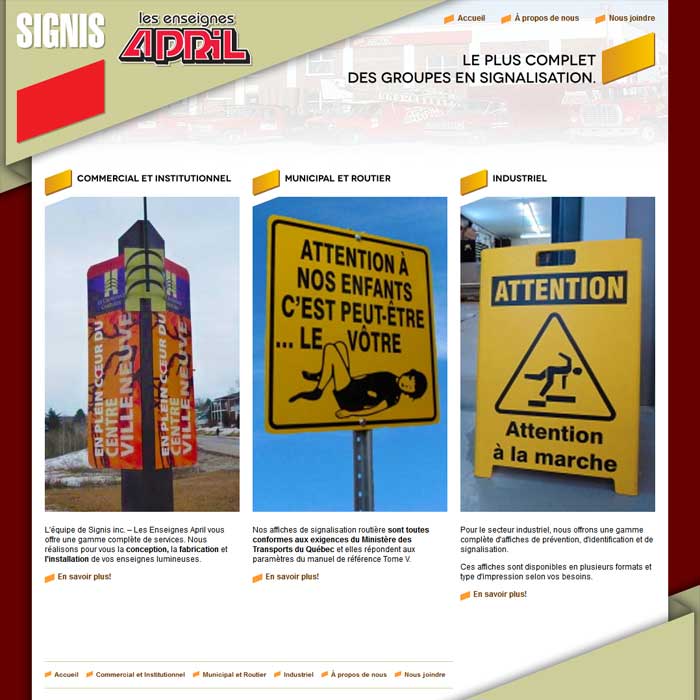 SIGNIS
les enseignes
APRIL
Accueil
À propos de nous
Nous joindre
LE PLUS COMPLET
DES GROUPES EN SIGNALISATION.
COMMERCIAL ET INSTITUTIONNEL
EN PLEIN CŒUR DU
CENTRE
VILLE NEUVE
EN PLEIN CŒUR DU
CENTRE
VILLE NEUVE
L'équipe de Signis inc. – Les Enseignes April vous
offre une gamme complète de services. Nous
réalisons pour vous la conception, la fabrication et
l'installation de vos enseignes lumineuses.
En savoir plus!
MUNICIPAL ET ROUTIER
ATTENTION À
NOS ENFANTS
C'EST PEUT-ÊTRE
... LE VÔTRE
Nos affiches de signalisation routière sont toutes
conformes aux exigences du Ministère des
Transports du Québec et elles répondent aux
paramètres du manuel de référence Tome V.
En savoir plus!
INDUSTRIEL
ATTENTION
Attention
à la marche
Pour le secteur industriel, nous offrons une gamme
complète d'affiches de prévention, d'identification et de
signalisation.
Ces affiches sont disponibles en plusieurs formats et
type d'impression selon vos besoins.
En savoir plus!
Accueil
Commercial et Institutionnel
Municipal et Routier
Industriel
À propos de nous
Nous joindre